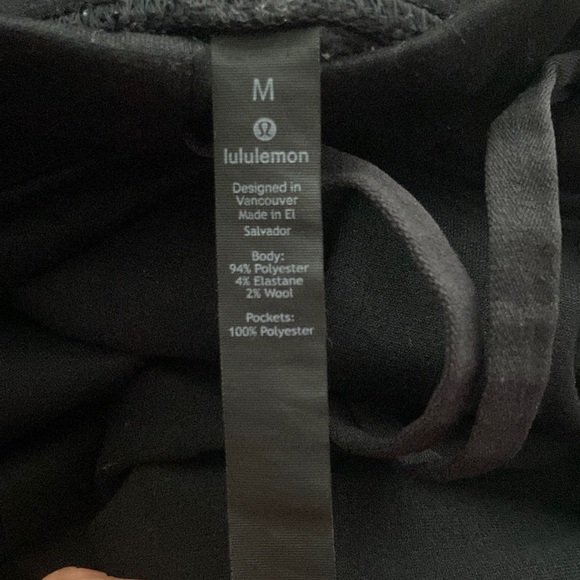 M
lululemon
Designed in
Vancouver
Made in El
Salvador
Body:
94% Polyester
4% Elastane
2% Wool
Pockets:
100% Polyester